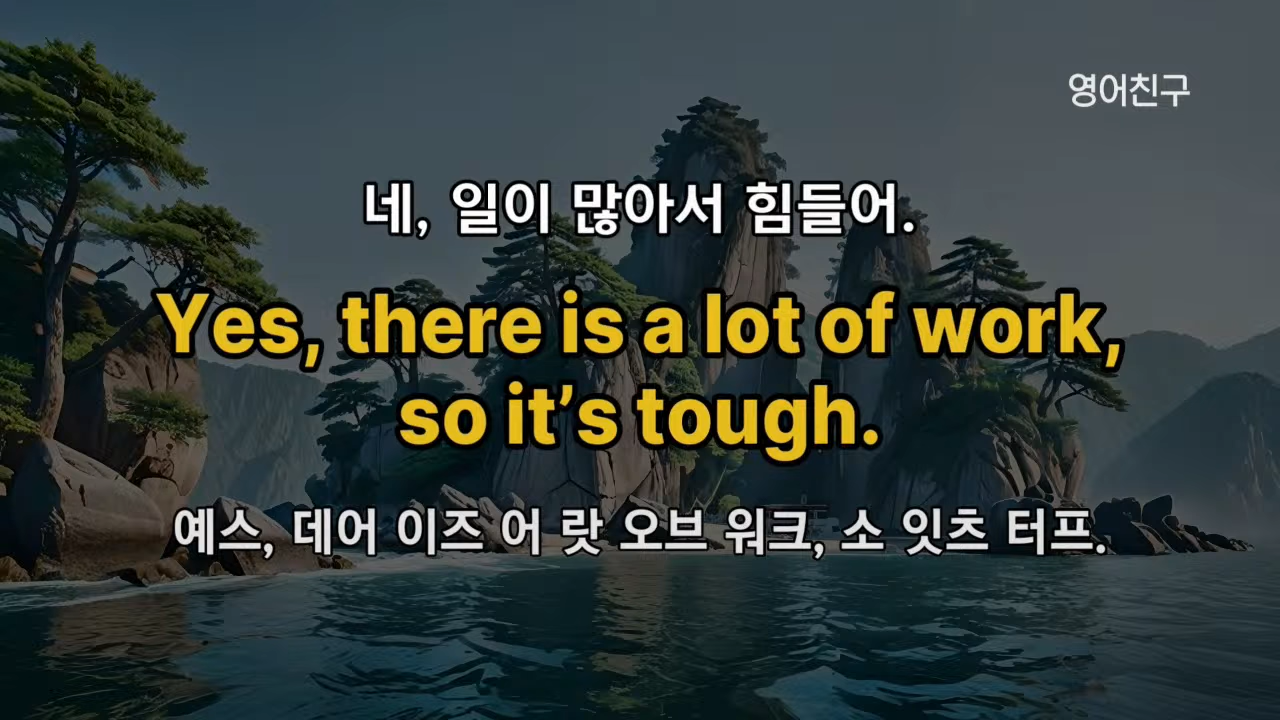 영어친구
네, 일이 많아서 힘들어.
Yes, there is a lot of work,
so it’s tough.
예스, 데어 이즈 어 랏 오브 워크, 소 잇츠 터프.